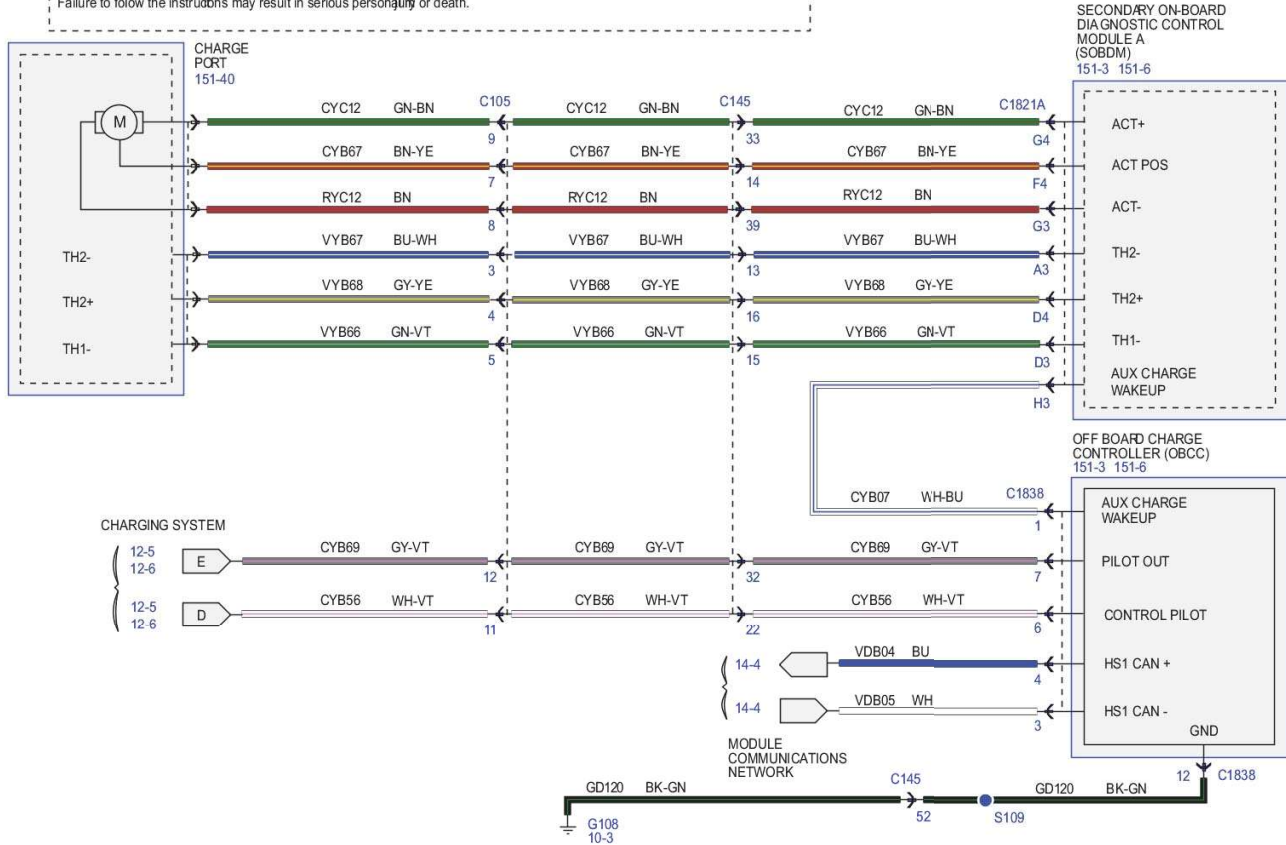 Failure to follow the instructions may result in serious personal injury or death.
SECONDARY ON-BOARD
DIAGNOSTIC CONTROL
MODULE A
(SOBDM)
151-3 151-6
CHARGE
PORT
151-40
M
CYC12 GN-BN C105 CYC12 GN-BN C145 CYC12 GN-BN C1821A
9 33 G4
ACT+
CYB67 BN-YE CYB67 BN-YE CYB67 BN-YE
7 14 F4
ACT POS
RYC12 BN RYC12 BN RYC12 BN
8 39 G3
ACT-
TH2- VYB67 BU-WH VYB67 BU-WH VYB67 BU-WH TH2-
3 13 A3
TH2+ VYB68 GY-YE VYB68 GY-YE VYB68 GY-YE TH2+
4 16 D4
TH1- VYB66 GN-VT VYB66 GN-VT VYB66 GN-VT TH1-
5 15 D3
AUX CHARGE
WAKEUP
H3
OFF BOARD CHARGE
CONTROLLER (OBCC)
151-3 151-6
CYB07 WH-BU C1838
1
AUX CHARGE
WAKEUP
CHARGING SYSTEM
12-5
12-6
E
CYB69 GY-VT CYB69 GY-VT CYB69 GY-VT
12 32 7
PILOT OUT
12-5
12-6
D
CYB56 WH-VT CYB56 WH-VT CYB56 WH-VT
11 22 6
CONTROL PILOT
14-4 VDB04 BU
4
HS1 CAN +
14-4 VDB05 WH
3
HS1 CAN -
GND
MODULE
COMMUNICATIONS
NETWORK
12 C1838
GD120 BK-GN C145 GD120 BK-GN
52 S109
G108
10-3